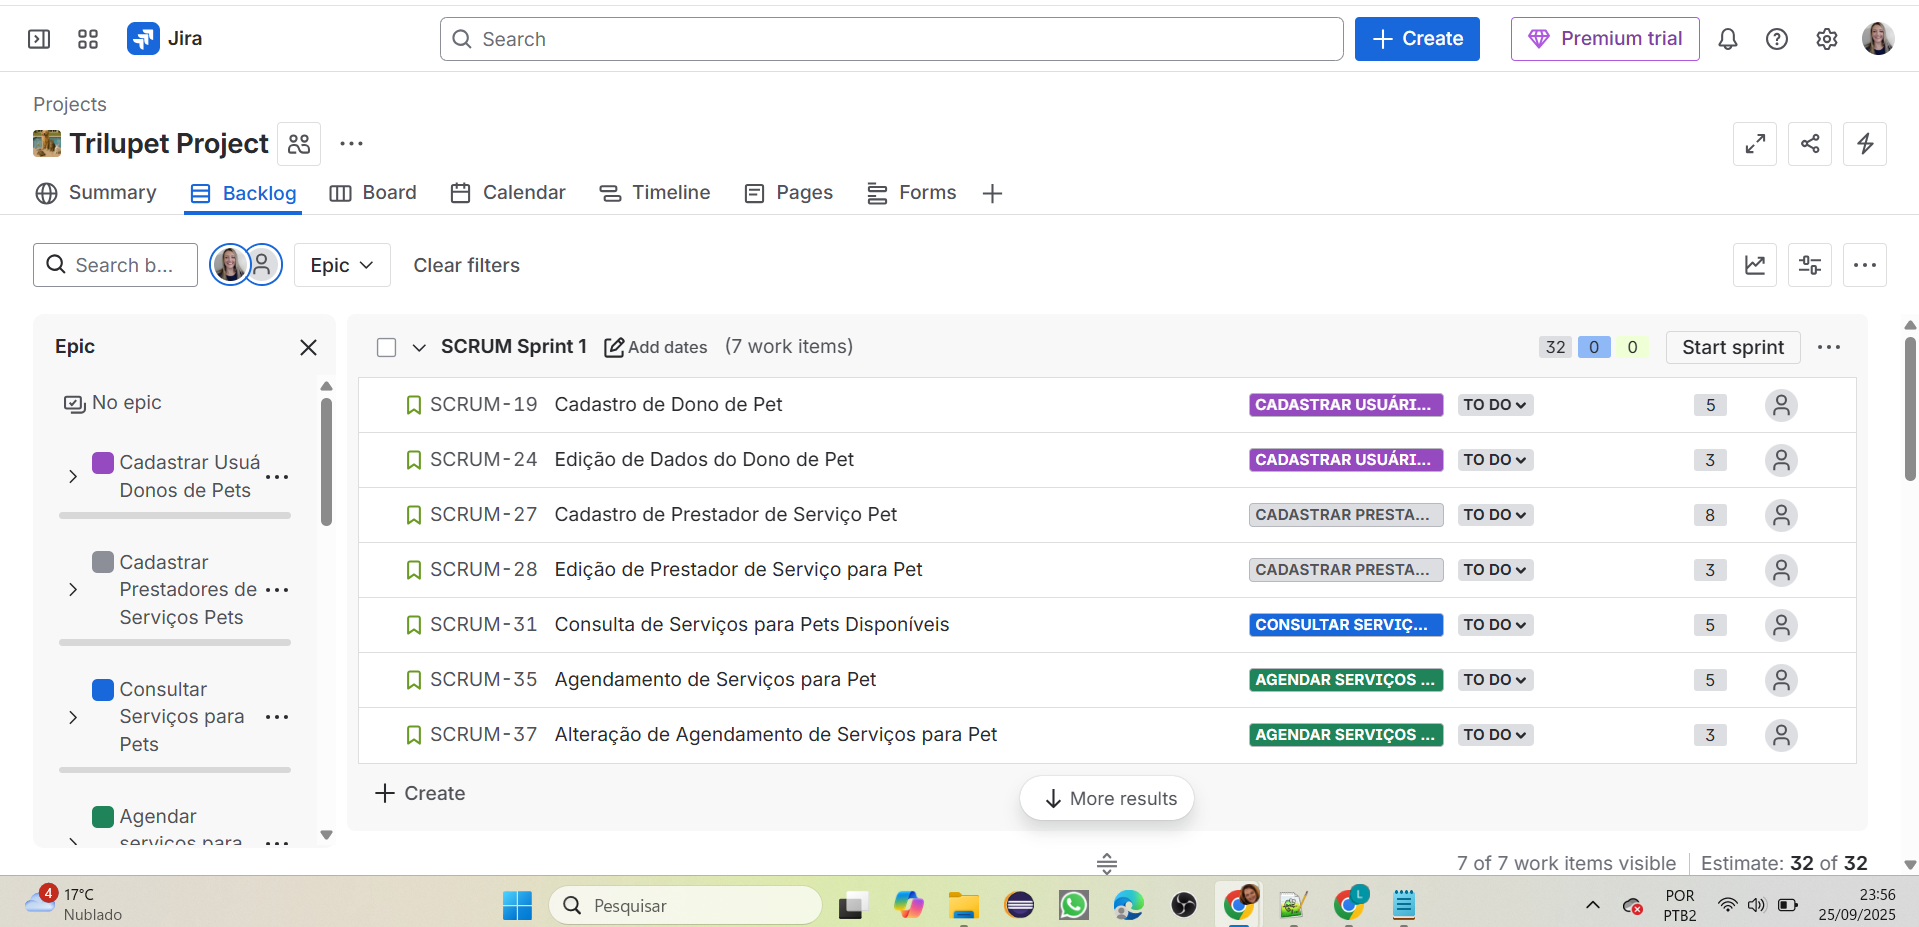 Jira
Search
Create
Premium trial
Projects
Trilupet Project
Summary
Backlog
Board
Calendar
Timeline
Pages
Forms
Search b...
Epic
Clear filters
Epic
No epic
Cadastrar Usuá
Donos de Pets
Cadastrar
Prestadores de
Serviços Pets
Consultar
Serviços para
Pets
Agendar
serviços para
SCRUM Sprint 1 Add dates (7 work items) 32 0 0 Start sprint
SCRUM-19 Cadastro de Dono de Pet CADASTRAR USUÁRI... TO DO 5
SCRUM-24 Edição de Dados do Dono de Pet CADASTRAR USUÁRI... TO DO 3
SCRUM-27 Cadastro de Prestador de Serviço Pet CADASTRAR PRESTA... TO DO 8
SCRUM-28 Edição de Prestador de Serviço para Pet CADASTRAR PRESTA... TO DO 3
SCRUM-31 Consulta de Serviços para Pets Disponíveis CONSULTAR SERVIÇ... TO DO 5
SCRUM-35 Agendamento de Serviços para Pet AGENDAR SERVIÇOS ... TO DO 5
SCRUM-37 Alteração de Agendamento de Serviços para Pet AGENDAR SERVIÇOS ... TO DO 3
Create
More results
7 of 7 work items visible
Estimate: 32 of 32
4
17°C
Nublado
Pesquisar
L
POR
PTB2
23:56
25/09/2025